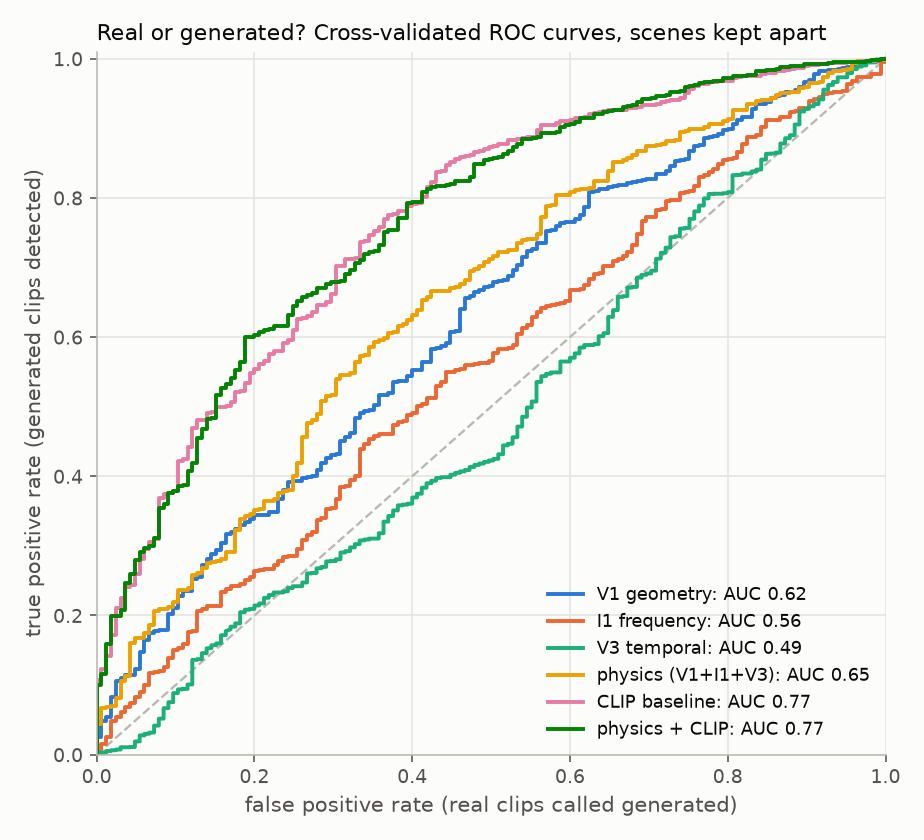 Real or generated? Cross-validated ROC curves, scenes kept apart
1.0
0.8
0.6
0.4
0.2
0.0
true positive rate (generated clips detected)
V1 geometry: AUC 0.62
I1 frequency: AUC 0.56
V3 temporal: AUC 0.49
physics (V1+I1+V3): AUC 0.65
CLIP baseline: AUC 0.77
physics + CLIP: AUC 0.77
0.0 0.2 0.4 0.6 0.8 1.0
false positive rate (real clips called generated)